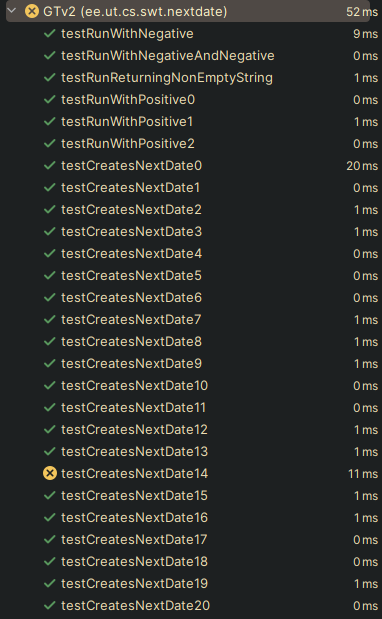 GTv2 (ee.ut.cs.swt.nextdate) 52 ms
testRunWithNegative 9 ms
testRunWithNegativeAndNegative 0 ms
testRunReturningNonEmptyString 1 ms
testRunWithPositive0 0 ms
testRunWithPositive1 1 ms
testRunWithPositive2 0 ms
testCreatesNextDate0 20 ms
testCreatesNextDate1 0 ms
testCreatesNextDate2 1 ms
testCreatesNextDate3 1 ms
testCreatesNextDate4 0 ms
testCreatesNextDate5 0 ms
testCreatesNextDate6 0 ms
testCreatesNextDate7 1 ms
testCreatesNextDate8 1 ms
testCreatesNextDate9 1 ms
testCreatesNextDate10 0 ms
testCreatesNextDate11 0 ms
testCreatesNextDate12 1 ms
testCreatesNextDate13 1 ms
testCreatesNextDate14 11 ms
testCreatesNextDate15 1 ms
testCreatesNextDate16 1 ms
testCreatesNextDate17 0 ms
testCreatesNextDate18 0 ms
testCreatesNextDate19 1 ms
testCreatesNextDate20 0 ms